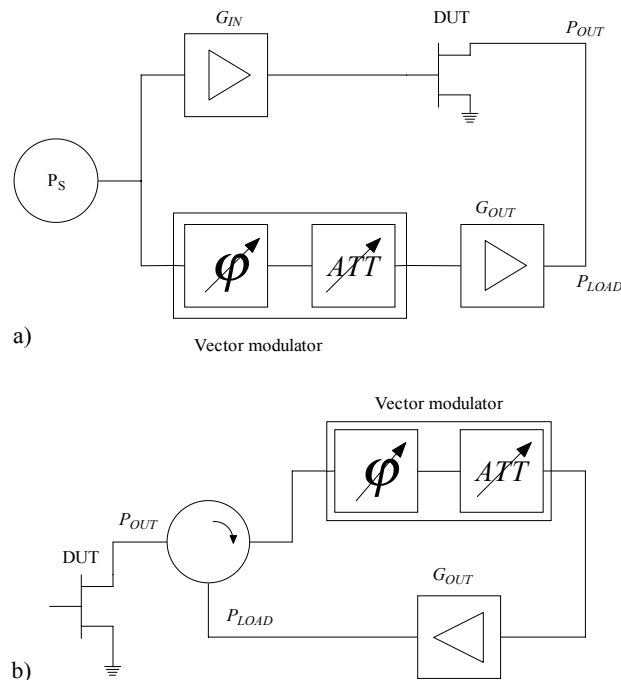 G_IN
DUT
P_OUT
P_S
G_OUT
φ
ATT
P_LOAD
a)
Vector modulator
Vector modulator
φ
ATT
P_OUT
DUT
G_OUT
P_LOAD
b)